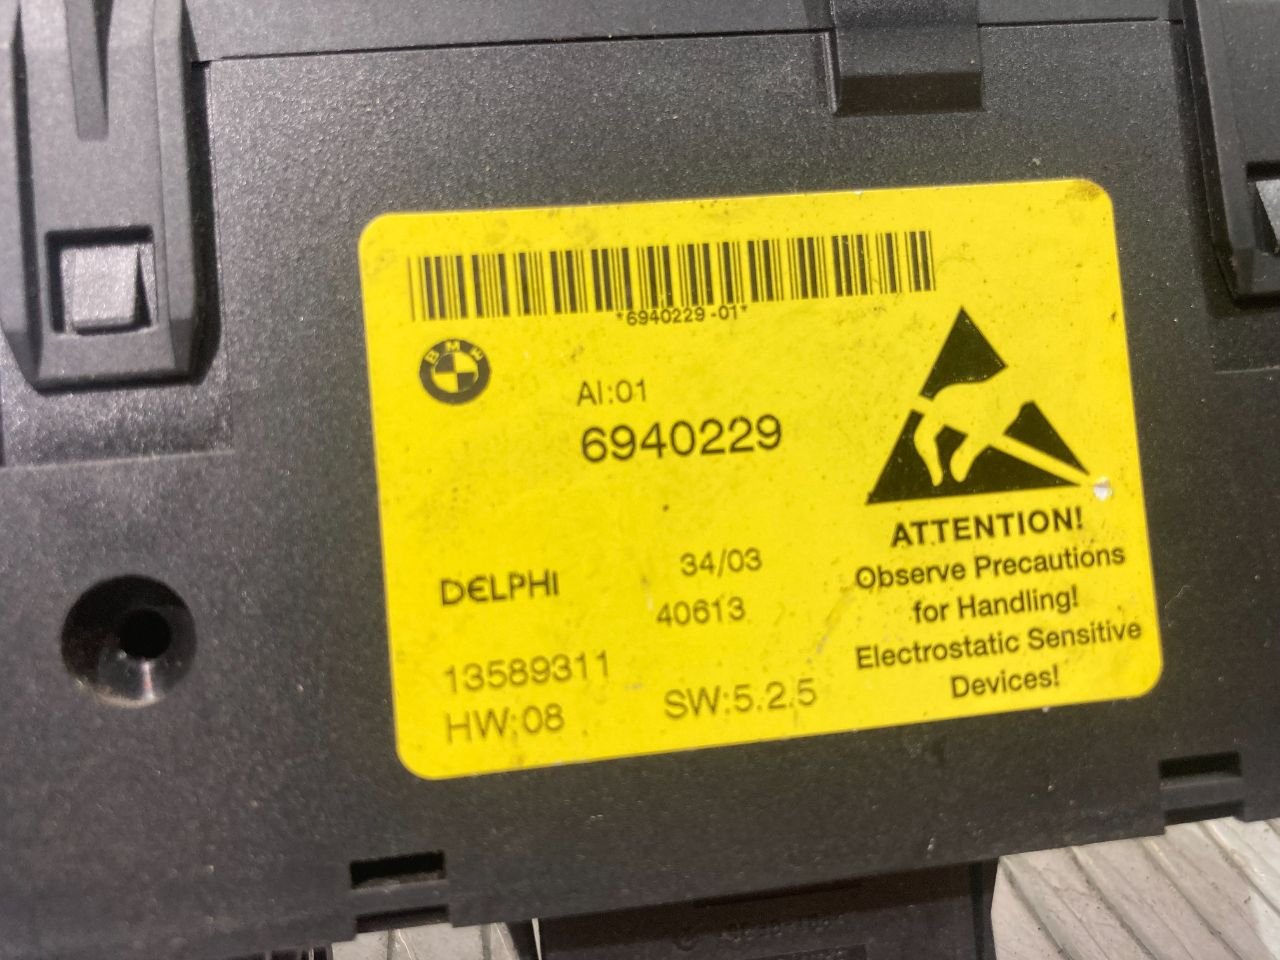 *6940229-01*
BMW
AI:01
6940229
DELPHI
34/03
40613
13589311
HW:08
SW:5.2.5
ATTENTION!
Observe Precautions
for Handling!
Electrostatic Sensitive
Devices!